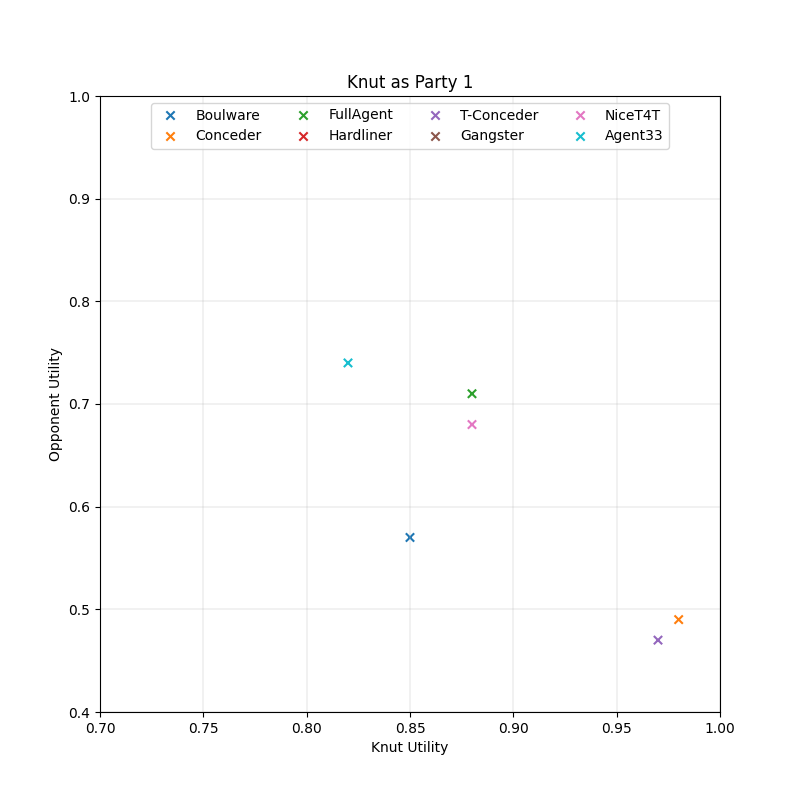 Knut as Party 1
Boulware FullAgent T-Conceder NiceT4T
Conceder Hardliner Gangster Agent33
1.0
0.9
0.8
0.7
0.6
0.5
0.4
Opponent Utility
0.70 0.75 0.80 0.85 0.90 0.95 1.00
Knut Utility